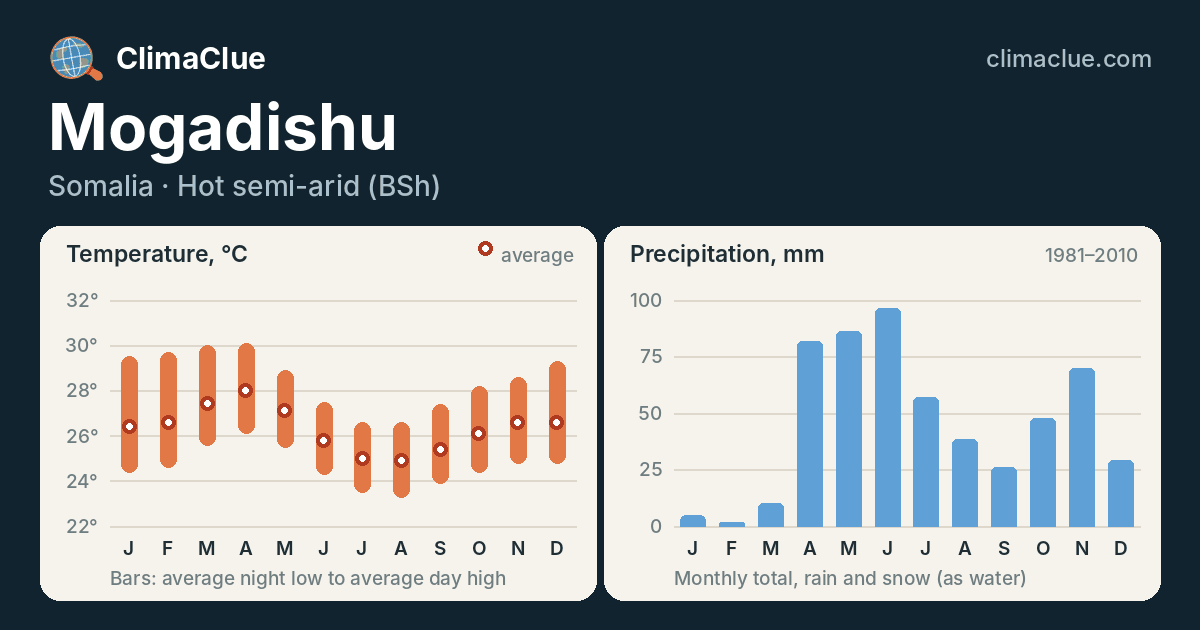 ClimaClue
climaclue.com
Mogadishu
Somalia · Hot semi-arid (BSh)
Temperature, °C
average
32°
30°
28°
26°
24°
22°
J F M A M J J A S O N D
Bars: average night low to average day high
Precipitation, mm
1981–2010
100
75
50
25
0
J F M A M J J A S O N D
Monthly total, rain and snow (as water)